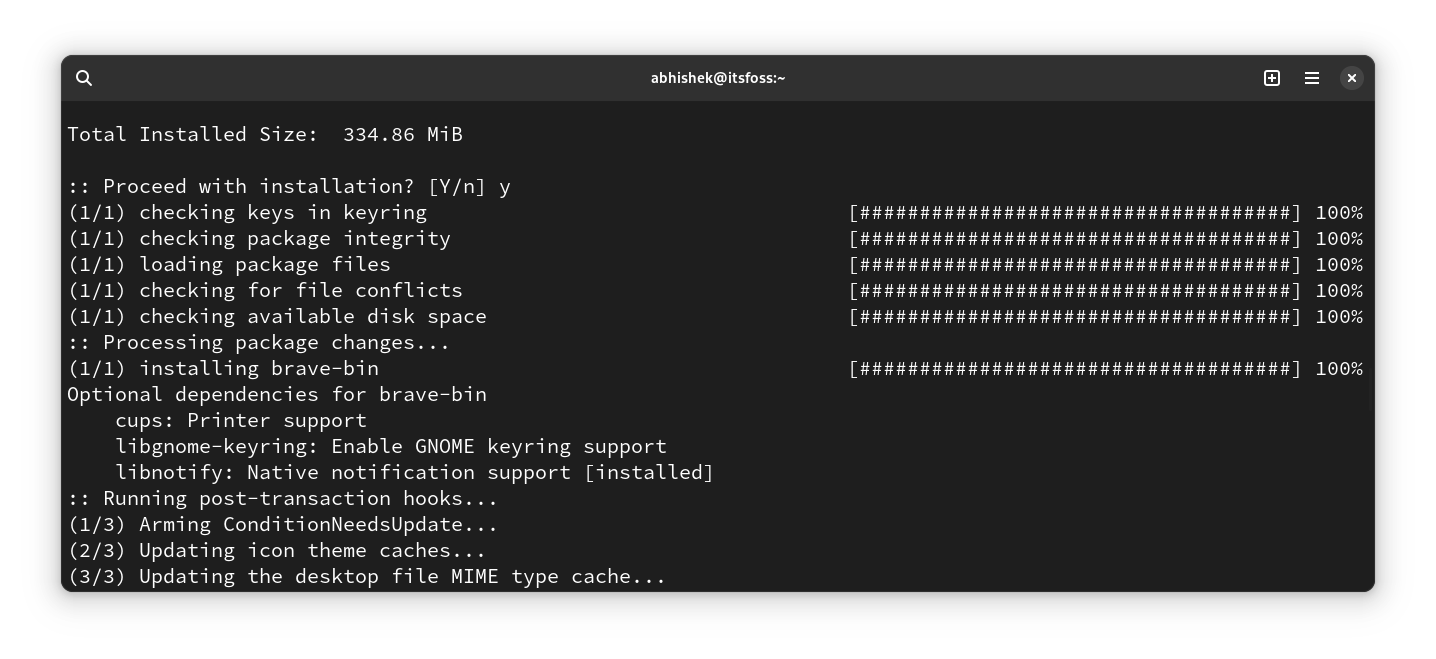 abhishek@itsfoss:~
Total Installed Size:  334.86 MiB
:: Proceed with installation? [Y/n] y
(1/1) checking keys in keyring                                   [####################################] 100%
(1/1) checking package integrity                                 [####################################] 100%
(1/1) loading package files                                      [####################################] 100%
(1/1) checking for file conflicts                                [####################################] 100%
(1/1) checking available disk space                              [####################################] 100%
:: Processing package changes...
(1/1) installing brave-bin                                       [####################################] 100%
Optional dependencies for brave-bin
    cups: Printer support
    libgnome-keyring: Enable GNOME keyring support
    libnotify: Native notification support [installed]
:: Running post-transaction hooks...
(1/3) Arming ConditionNeedsUpdate...
(2/3) Updating icon theme caches...
(3/3) Updating the desktop file MIME type cache...